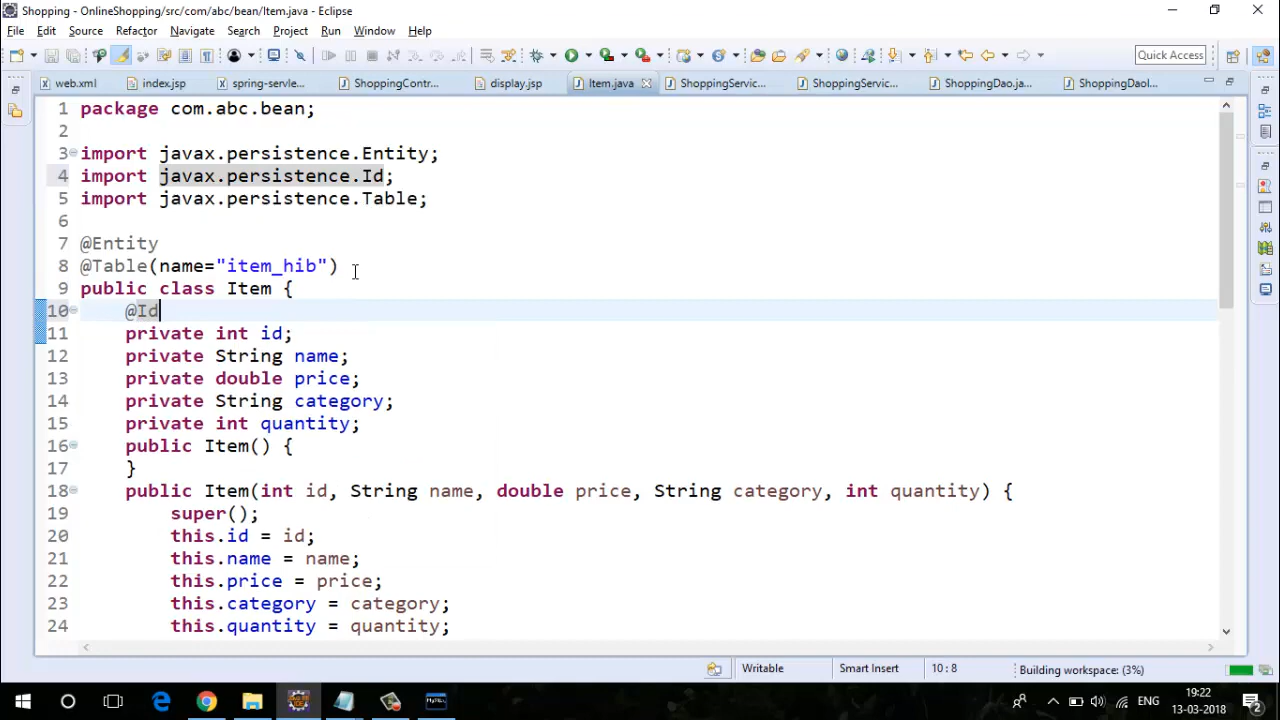 Shopping - OnlineShopping/src/com/abc/bean/Item.java - Eclipse
File Edit Source Refactor Navigate Search Project Run Window Help
Quick Access
web.xml index.jsp spring-servle... ShoppingContr... display.jsp Item.java ShoppingServic... ShoppingServic... ShoppingDao.ja... ShoppingDaoI...
1 package com.abc.bean;
2
3 import javax.persistence.Entity;
4 import javax.persistence.Id;
5 import javax.persistence.Table;
6
7 @Entity
8 @Table(name="item_hib")
9 public class Item {
10 @Id
11 private int id;
12 private String name;
13 private double price;
14 private String category;
15 private int quantity;
16 public Item() {
17 }
18 public Item(int id, String name, double price, String category, int quantity) {
19 super();
20 this.id = id;
21 this.name = name;
22 this.price = price;
23 this.category = category;
24 this.quantity = quantity;
Writable Smart Insert 10 : 8 Building workspace: (3%)
ENG
19:22
13-03-2018
2